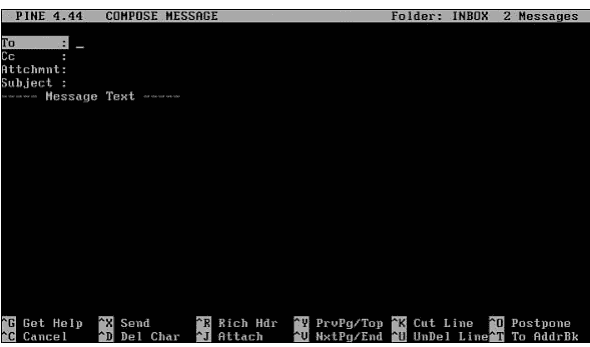 PINE 4.44 COMPOSE MESSAGE Folder: INBOX 2 Messages
To :
Cc :
Attchmnt:
Subject :
----- Message Text -----
^G Get Help ^X Send ^R Rich Hdr ^Y PrvPg/Top ^K Cut Line ^O Postpone
^C Cancel ^D Del Char ^J Attach ^V NxtPg/End ^U UnDel Line ^T To AddrBk